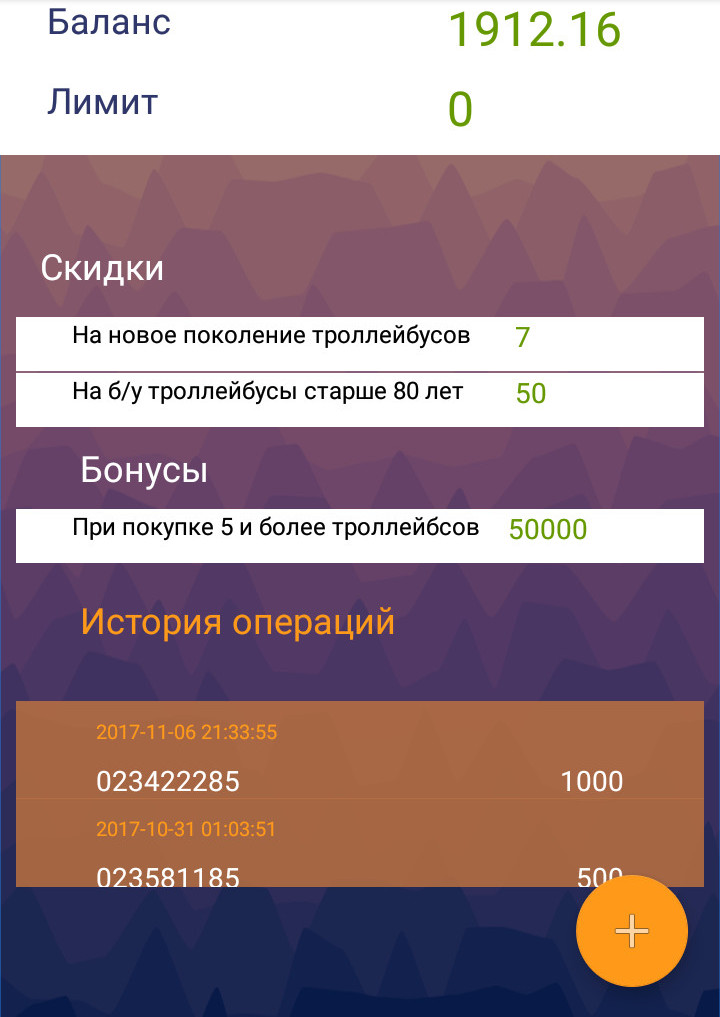 Баланс 1912.16
Лимит 0
Скидки
На новое поколение троллейбусов 7
На б/у троллейбусы старше 80 лет 50
Бонусы
При покупке 5 и более троллейбсов 50000
История операций
2017-11-06 21:33:55
023422285 1000
2017-10-31 01:03:51
023581185 500